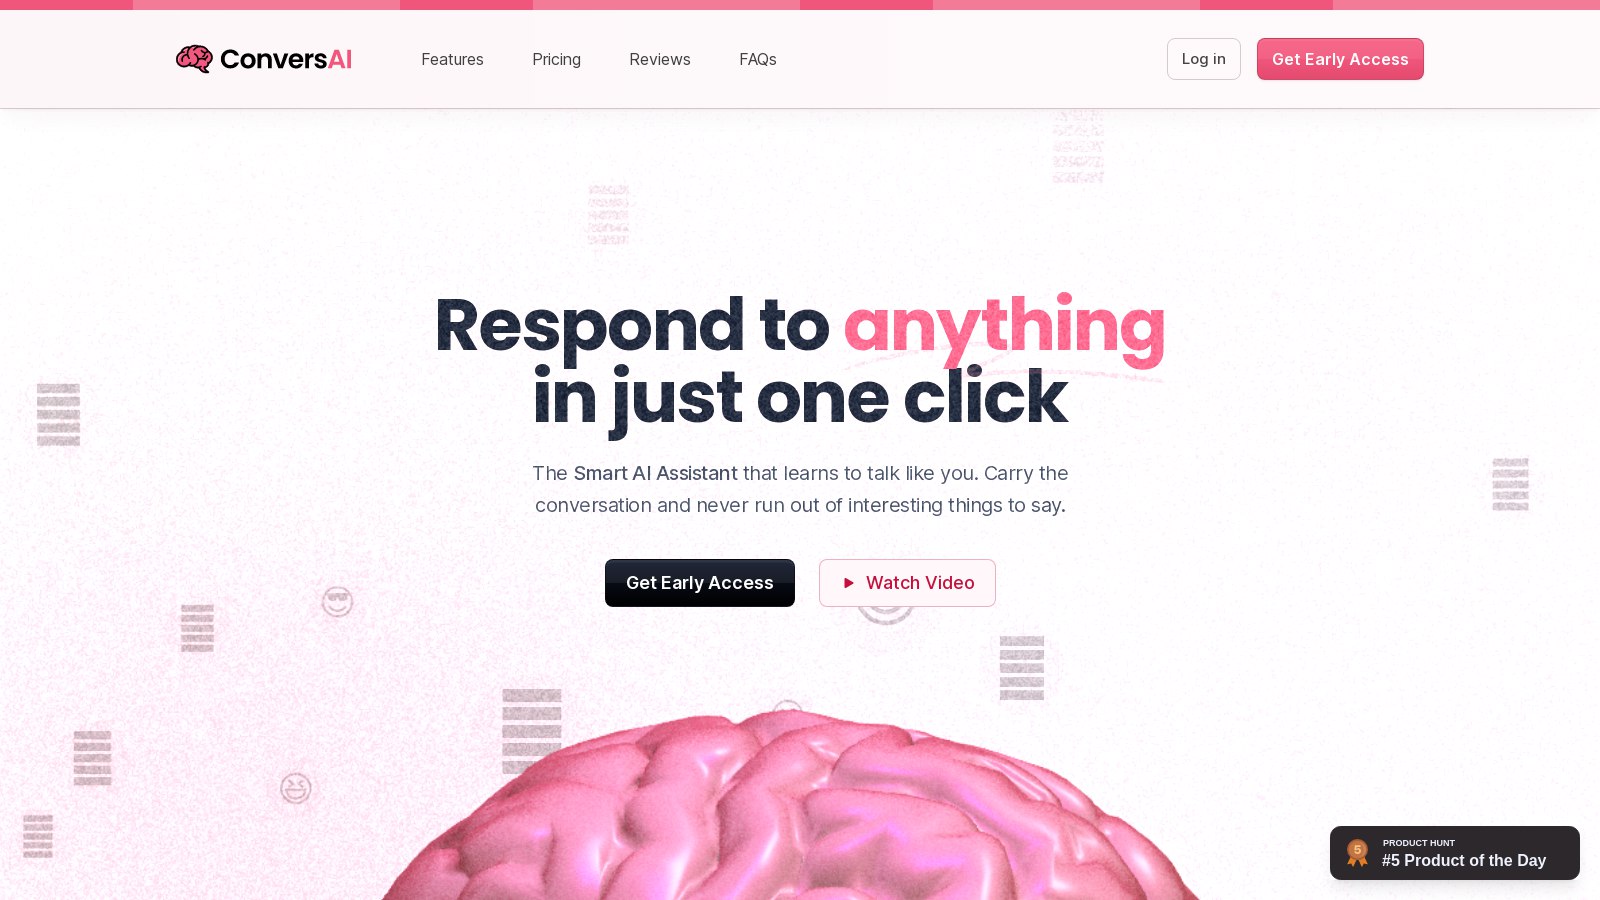 ConversAI
Features
Pricing
Reviews
FAQs
Log in
Get Early Access
Respond to anything
in just one click
The Smart AI Assistant that learns to talk like you. Carry the
conversation and never run out of interesting things to say.
Get Early Access
Watch Video
5
PRODUCT HUNT
#5 Product of the Day